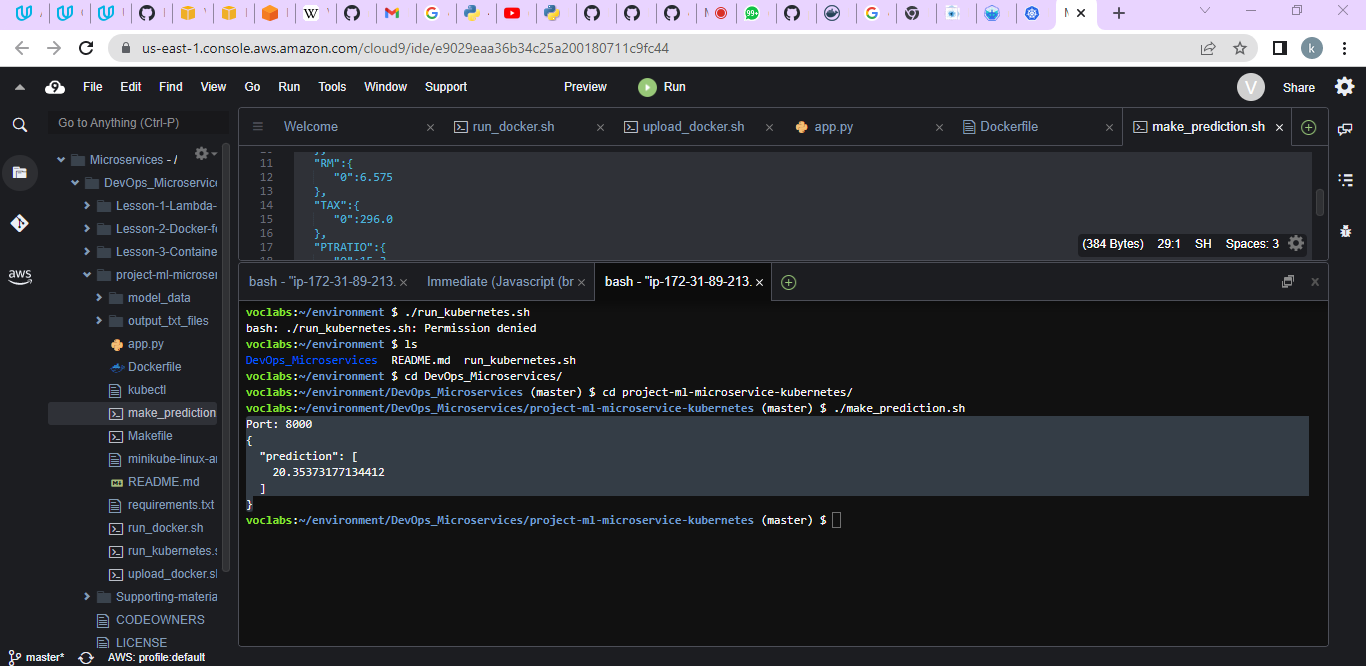 us-east-1.console.aws.amazon.com/cloud9/ide/e9029eaa36b34c25a200180711c9fc44
k
9 File Edit Find View Go Run Tools Window Support Preview Run V Share
Go to Anything (Ctrl-P)
Welcome run_docker.sh upload_docker.sh app.py Dockerfile make_prediction.sh
Microservices - /
DevOps_Microservice
Lesson-1-Lambda-
Lesson-2-Docker-f
Lesson-3-Containe
project-ml-microser
model_data
output_txt_files
app.py
Dockerfile
kubectl
make_prediction
Makefile
minikube-linux-a
README.md
requirements.txt
run_docker.sh
run_kubernetes.s
upload_docker.s
Supporting-materia
CODEOWNERS
LICENSE
aws
11 "RM":{
12 "0":6.575
13 },
14 "TAX":{
15 "0":296.0
16 },
17 "PTRATIO":{
(384 Bytes) 29:1 SH Spaces: 3
bash - "ip-172-31-89-213. Immediate (Javascript (br bash - "ip-172-31-89-213.
voclabs:~/environment $ ./run_kubernetes.sh
bash: ./run_kubernetes.sh: Permission denied
voclabs:~/environment $ ls
DevOps_Microservices README.md run_kubernetes.sh
voclabs:~/environment $ cd DevOps_Microservices/
voclabs:~/environment/DevOps_Microservices (master) $ cd project-ml-microservice-kubernetes/
voclabs:~/environment/DevOps_Microservices/project-ml-microservice-kubernetes (master) $ ./make_prediction.sh
Port: 8000
{
"prediction": [
20.35373177134412
]
}
voclabs:~/environment/DevOps_Microservices/project-ml-microservice-kubernetes (master) $
master* AWS: profile:default